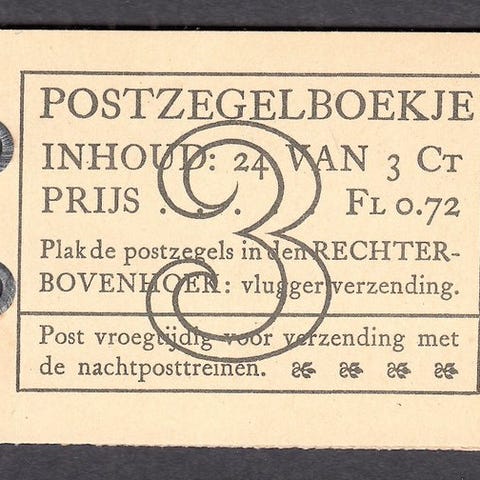 POSTZEGELBOEKJE
INHOUD: 24 VAN 3 CT
PRIJS . . . . . FL 0.72
Plak de postzegels in den RECHTER-
BOVENHOEK: vlugger verzending.
Post vroegtijdig voor verzending met
de nachtposttreinen.
3